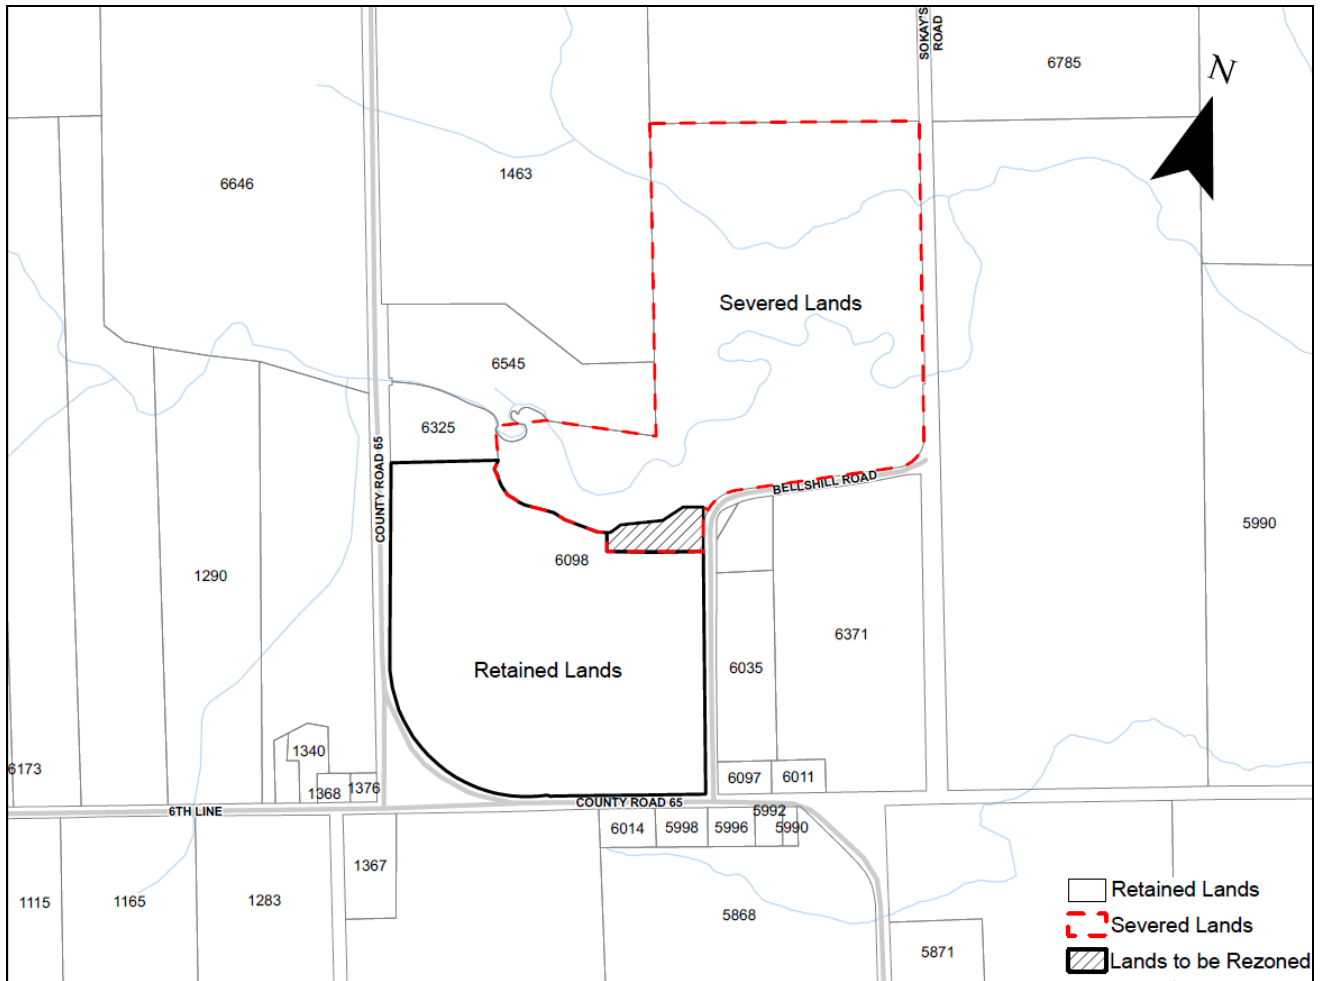 SOKAY'S
ROAD
6785
N
6646
1463
Severed Lands
6545
6325
COUNTY ROAD 65
BELLSHILL ROAD
5990
6098
1290
6371
Retained Lands
6035
1340
6173
1368
1376
6097
6011
COUNTY ROAD 65
6TH LINE
5992
6014
5998
5996
5990
1367
1115
1165
1283
5868
5871
Retained Lands
Severed Lands
Lands to be Rezoned